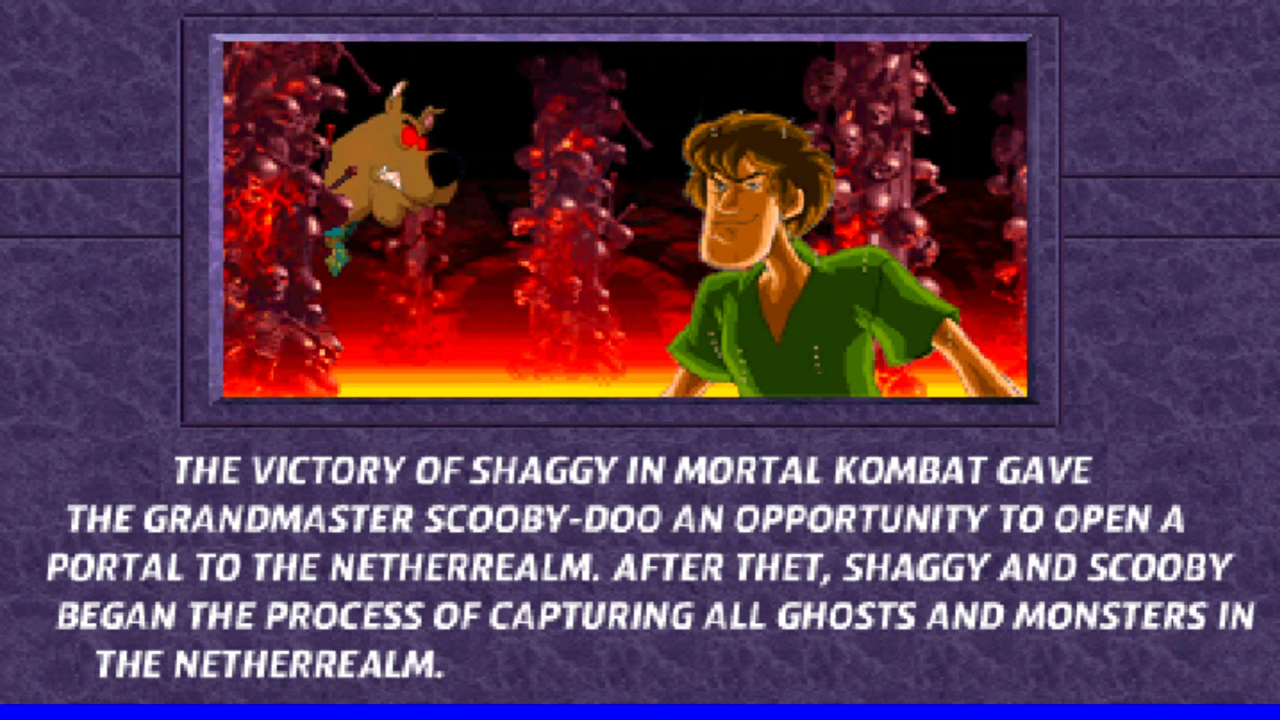 THE VICTORY OF SHAGGY IN MORTAL KOMBAT GAVE
THE GRANDMASTER SCOOBY-DOO AN OPPORTUNITY TO OPEN A
PORTAL TO THE NETHERREALM. AFTER THET, SHAGGY AND SCOOBY
BEGAN THE PROCESS OF CAPTURING ALL GHOSTS AND MONSTERS IN
THE NETHERREALM.